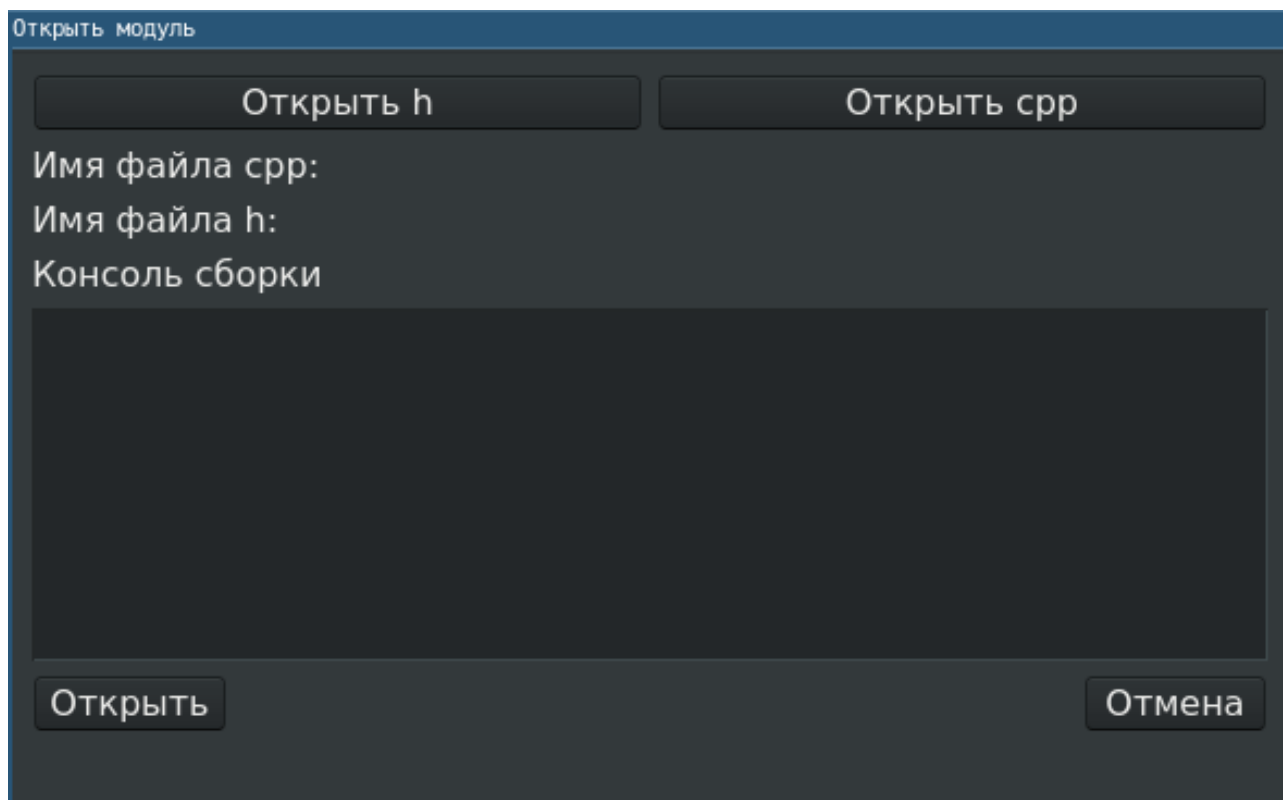 Открыть модуль
Открыть h Открыть cpp
Имя файла cpp:
Имя файла h:
Консоль сборки
Открыть Отмена